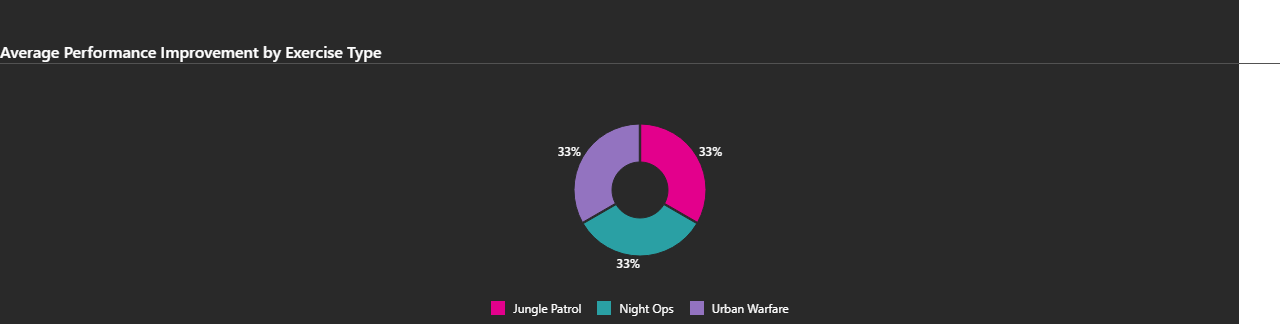 Average Performance Improvement by Exercise Type
33% 33%
33%
Jungle Patrol Night Ops Urban Warfare